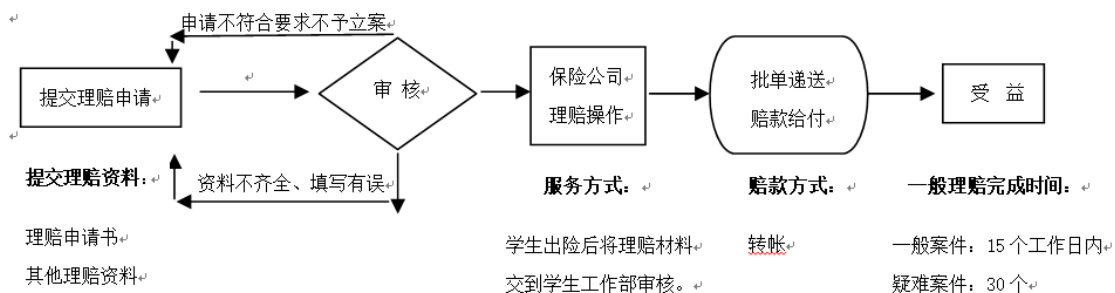 申请不符合要求不予立案
提交理赔申请
审 核
保险公司
理赔操作
批单递送
赔款给付
受 益
提交理赔资料：
资料不齐全、填写有误
服务方式：
赔款方式：
一般理赔完成时间：
理赔申请书
其他理赔资料
学生出险后将理赔材料
交到学生工作部审核。
转帐
一般案件：15个工作日内
疑难案件：30个